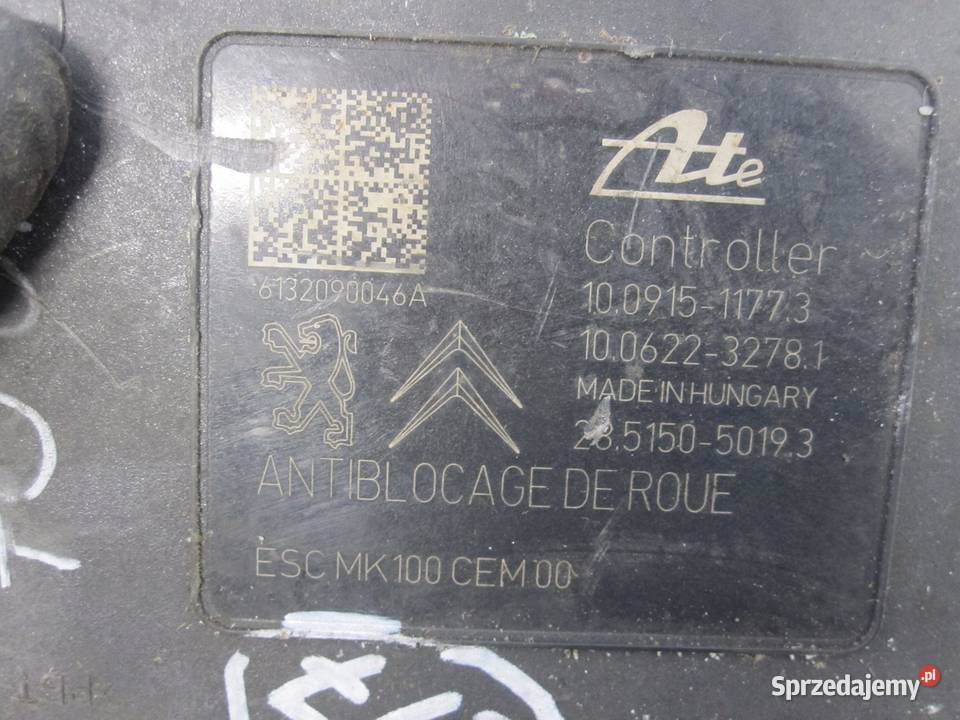 Ate
Controller
6132090046A
10.0915-1177.3
10.0622-3278.1
MADE IN HUNGARY
28.5150-5019.3
ANTIBLOCAGE DE ROUE
ESC MK100 CEM 00
Sprzedajemy.pl